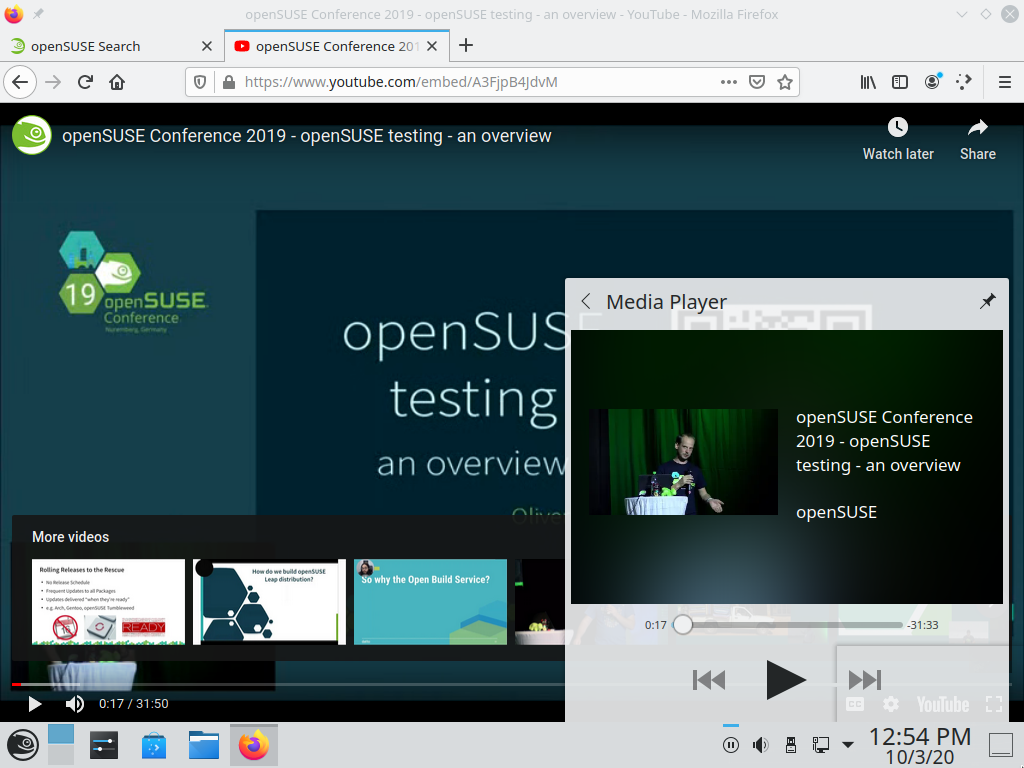 openSUSE Conference 2019 - openSUSE testing - an overview - YouTube - Mozilla Firefox
openSUSE Search
openSUSE Conference 201
https://www.youtube.com/embed/A3FjpB4JdvM
openSUSE Conference 2019 - openSUSE testing - an overview
Watch later
Share
19
openSUSE
Conference
Nuremberg, Germany
openSUS
testing
an overview
Olive
Media Player
openSUSE Conference
2019 - openSUSE
testing - an overview
openSUSE
More videos
Rolling Releases to the Rescue
• No Release Schedule
• Frequent Updates to all Packages
• Updates delivered "when they're ready"
• e.g. Arch, Gentoo, openSUSE Tumbleweed
READY
How do we build openSUSE
Leap distribution?
So why the Open Build Service?
0:17
-31:33
0:17 / 31:50
CC
YouTube
12:54 PM
10/3/20